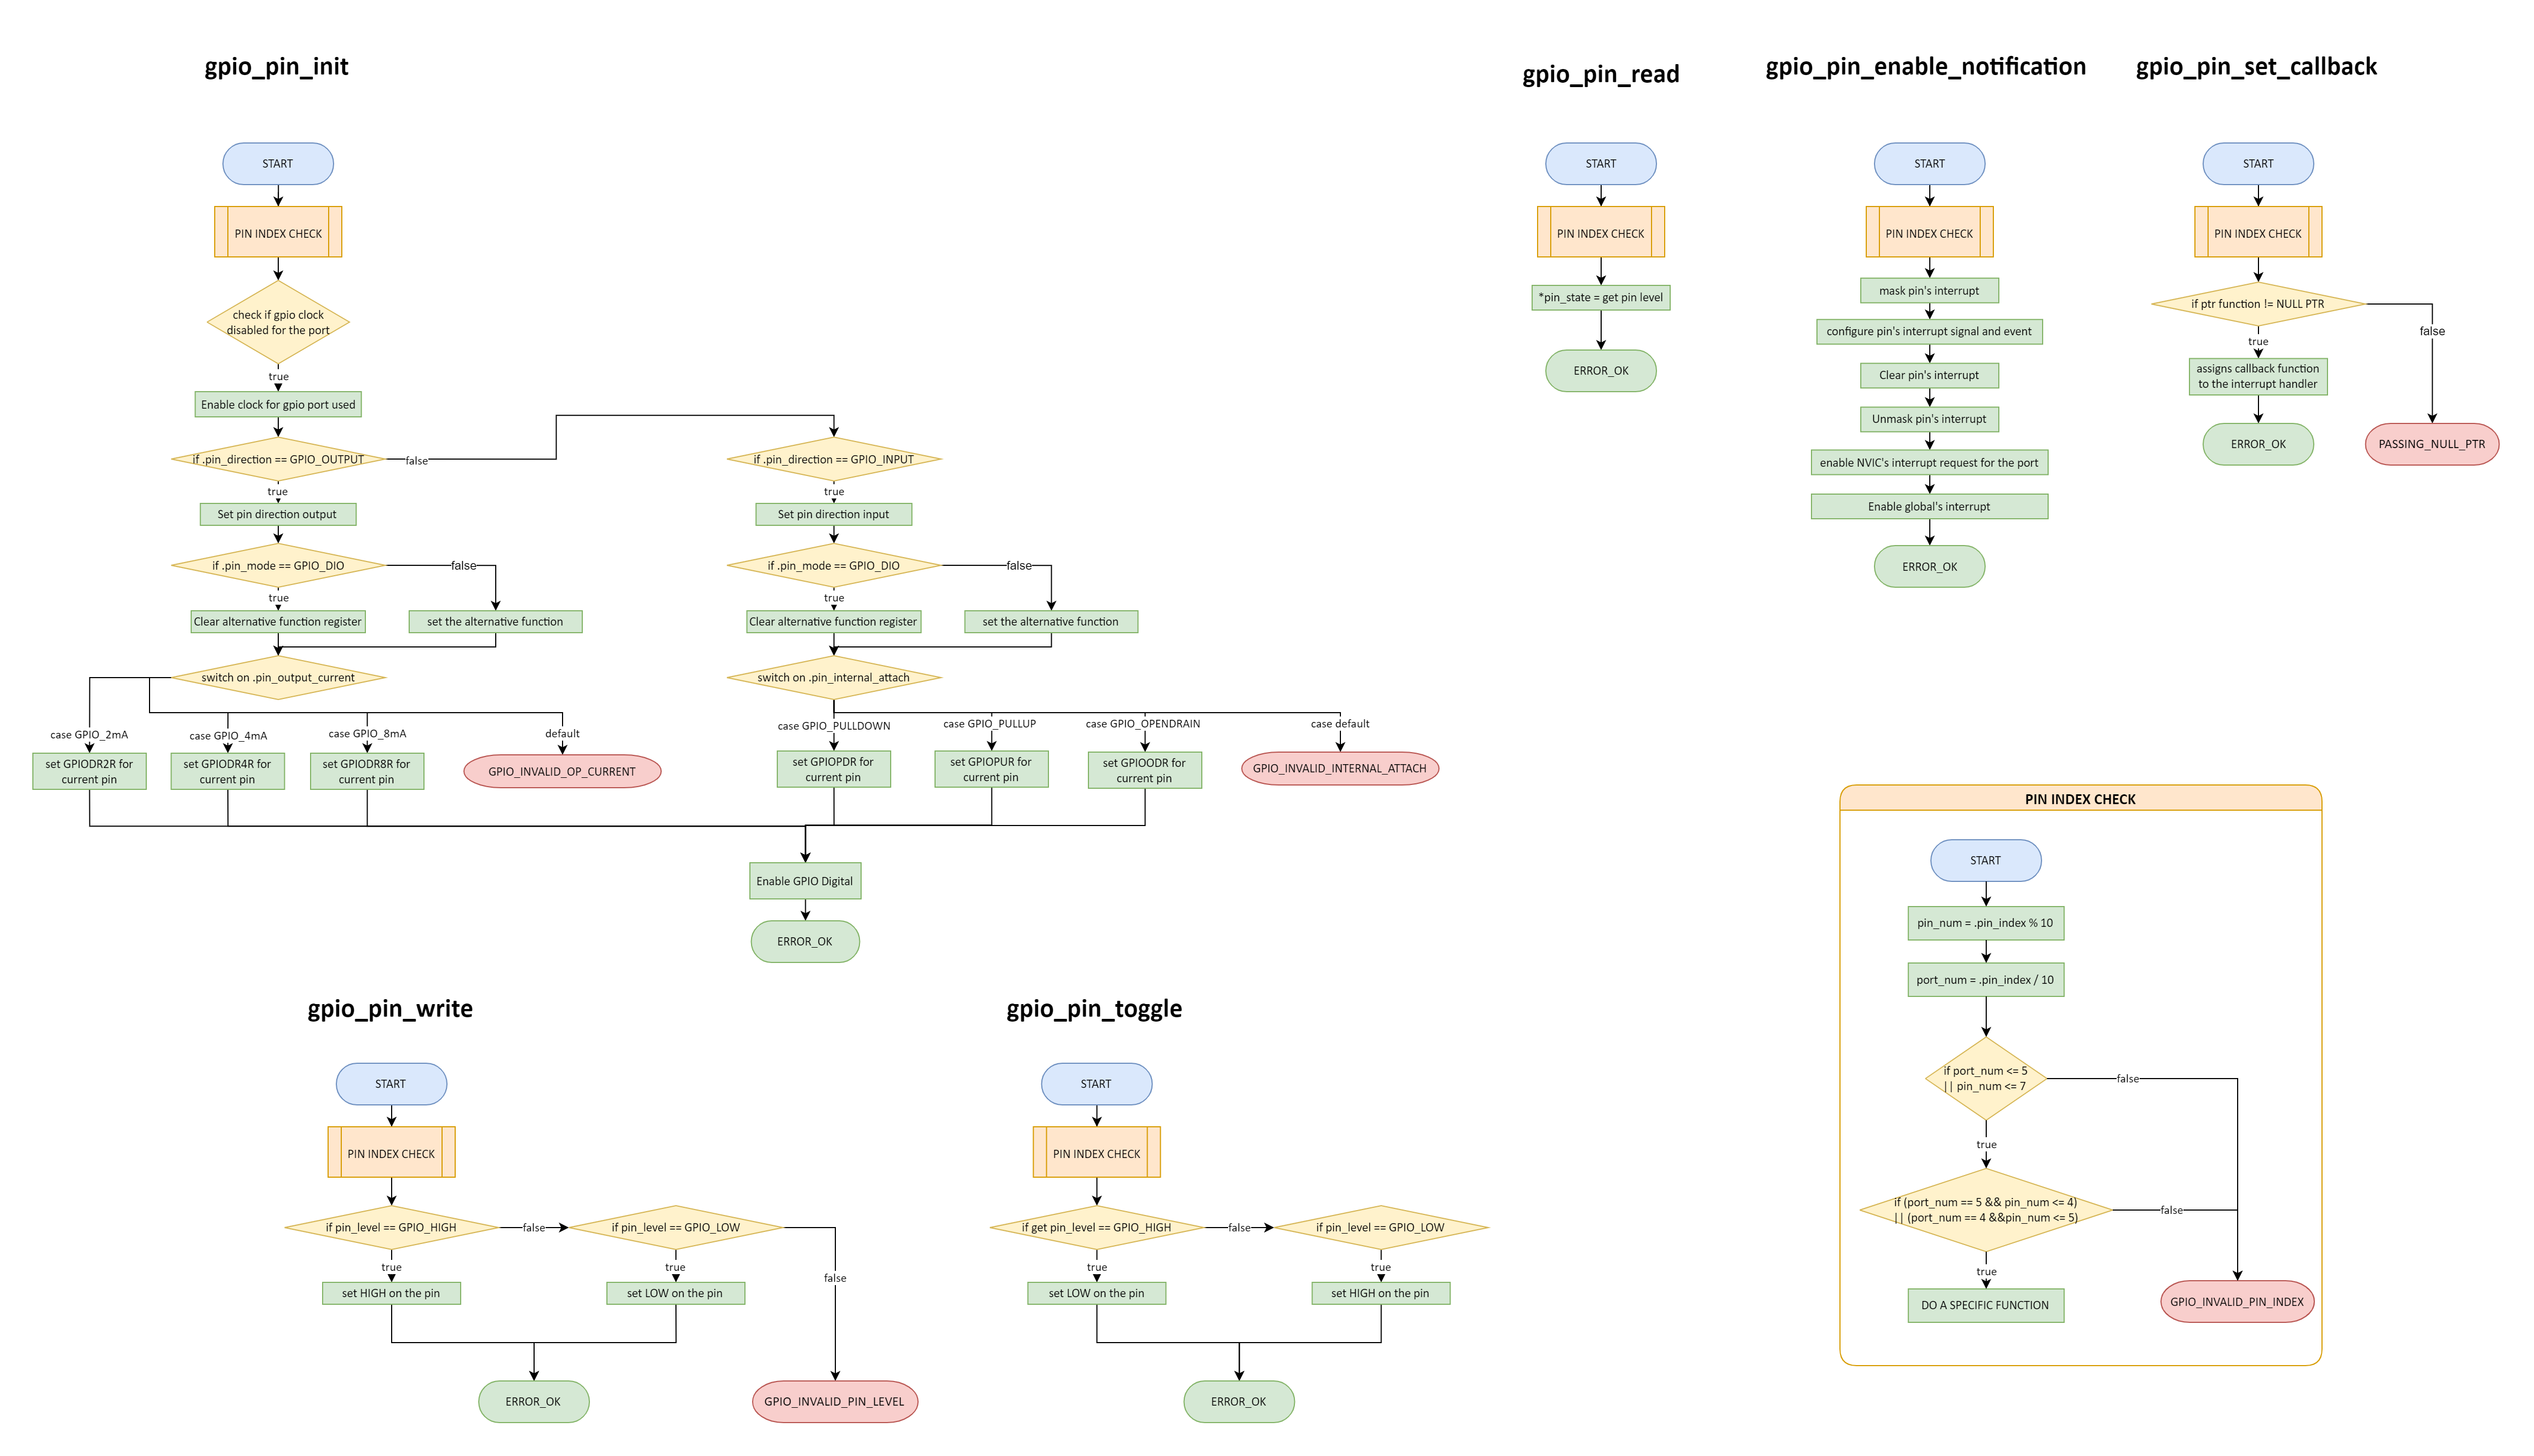 gpio_pin_init
START
PIN INDEX CHECK
check if gpio clock
disabled for the port
true
Enable clock for gpio port used
if .pin_direction == GPIO_OUTPUT
false
true
Set pin direction output
if .pin_mode == GPIO_DIO
false
true
Clear alternative function register
set the alternative function
switch on .pin_output_current
case GPIO_2mA
case GPIO_4mA
case GPIO_8mA
default
set GPIODR2R for
current pin
set GPIODR4R for
current pin
set GPIODR8R for
current pin
GPIO_INVALID_OP_CURRENT
if .pin_direction == GPIO_INPUT
true
Set pin direction input
if .pin_mode == GPIO_DIO
false
true
Clear alternative function register
set the alternative function
switch on .pin_internal_attach
case GPIO_PULLDOWN
case GPIO_PULLUP
case GPIO_OPENDRAIN
case default
set GPIOPDR for
current pin
set GPIOPUR for
current pin
set GPIOODR for
current pin
GPIO_INVALID_INTERNAL_ATTACH
Enable GPIO Digital
ERROR_OK
gpio_pin_read
START
PIN INDEX CHECK
*pin_state = get pin level
ERROR_OK
gpio_pin_enable_notification
START
PIN INDEX CHECK
mask pin's interrupt
configure pin's interrupt signal and event
Clear pin's interrupt
Unmask pin's interrupt
enable NVIC's interrupt request for the port
Enable global's interrupt
ERROR_OK
gpio_pin_set_callback
START
PIN INDEX CHECK
if ptr function != NULL PTR
false
true
assigns callback function
to the interrupt handler
ERROR_OK
PASSING_NULL_PTR
gpio_pin_write
START
PIN INDEX CHECK
if pin_level == GPIO_HIGH
false
if pin_level == GPIO_LOW
true
true
false
set HIGH on the pin
set LOW on the pin
ERROR_OK
GPIO_INVALID_PIN_LEVEL
gpio_pin_toggle
START
PIN INDEX CHECK
if get pin_level == GPIO_HIGH
false
if pin_level == GPIO_LOW
true
true
set LOW on the pin
set HIGH on the pin
ERROR_OK
PIN INDEX CHECK
START
pin_num = .pin_index % 10
port_num = .pin_index / 10
if port_num <= 5
|| pin_num <= 7
false
true
if (port_num == 5 && pin_num <= 4)
|| (port_num == 4 &&pin_num <= 5)
false
true
DO A SPECIFIC FUNCTION
GPIO_INVALID_PIN_INDEX